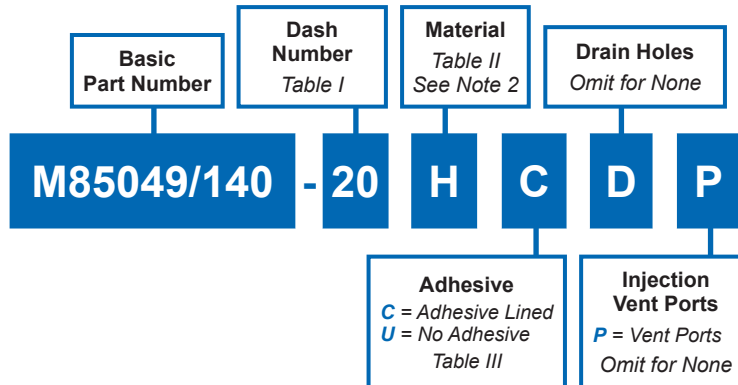 Basic
Part Number
Dash
Number
Table I
Material
Table II
See Note 2
Drain Holes
Omit for None
M85049/140 - 20 H C D P
Adhesive
C = Adhesive Lined
U = No Adhesive
Table III
Injection
Vent Ports
P = Vent Ports
Omit for None